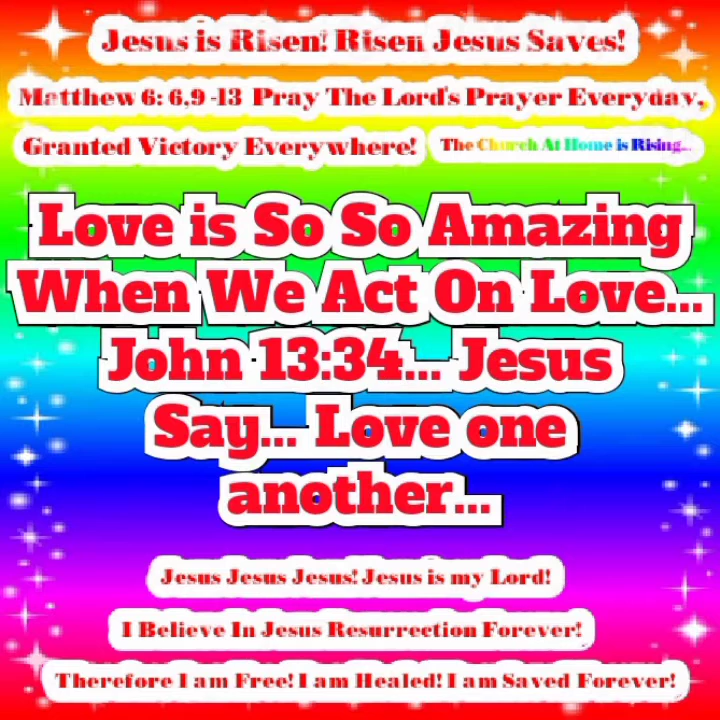 Jesus is Risen! Risen Jesus Saves!
Matthew 6: 6,9 -13 Pray The Lord's Prayer Everyday,
Granted Victory Everywhere! The Church At Home is Rising...
Love is So So Amazing
When We Act On Love...
John 13:34... Jesus
Say... Love one
another...
Jesus Jesus Jesus! Jesus is my Lord!
I Believe In Jesus Resurrection Forever!
Therefore I am Free! I am Healed! I am Saved Forever!